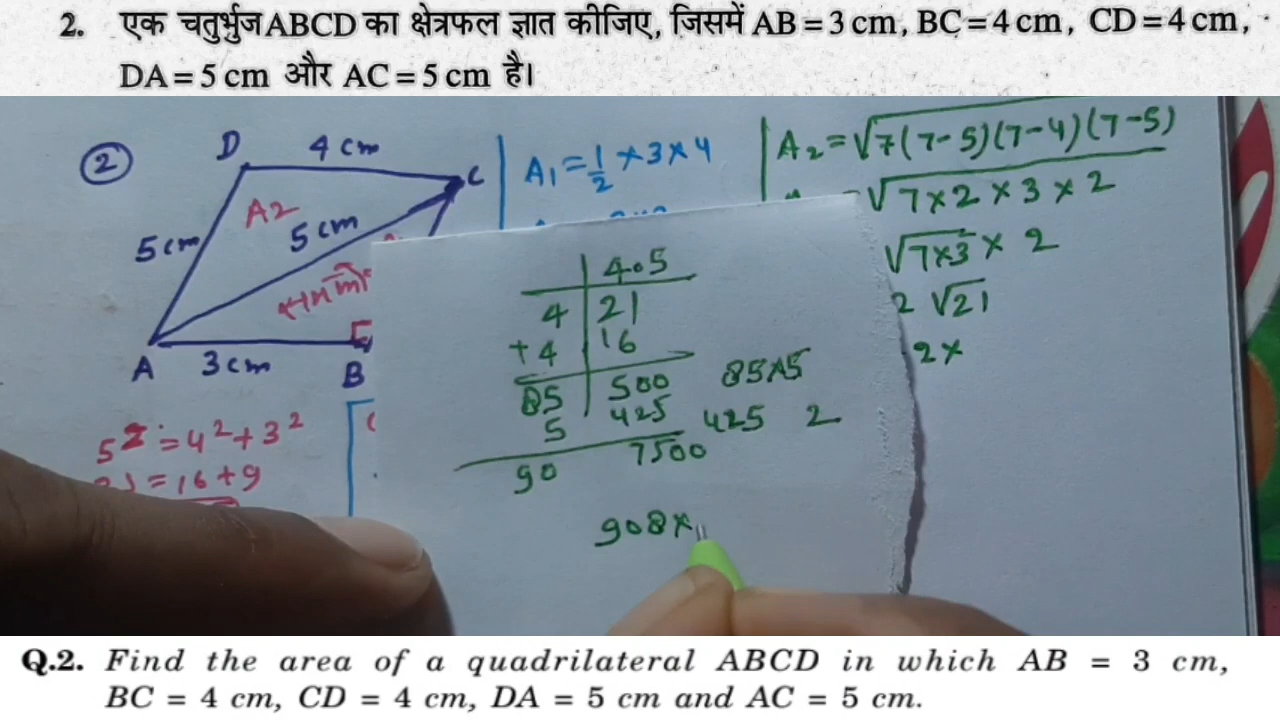 2. एक चतुर्भुज ABCD का क्षेत्रफल ज्ञात कीजिए, जिसमें AB = 3 cm, BC = 4 cm, CD = 4 cm,
DA = 5 cm और AC = 5 cm है।
2
D 4 cm C
A2
5 cm
5 cm
A 3 cm B
5² = 4² + 3²
= 16 + 9
A₁ = 1/2 × 3 × 4
A₂ = √7(7-5)(7-4)(7-5)
√7 × 2 × 3 × 2
√7×3 × 2
2 √21
2 ×
4.5
4 21
+4 16
85 500 85×5
5 425 425 2
90 7500
908×
Q.2. Find the area of a quadrilateral ABCD in which AB = 3 cm,
BC = 4 cm, CD = 4 cm, DA = 5 cm and AC = 5 cm.